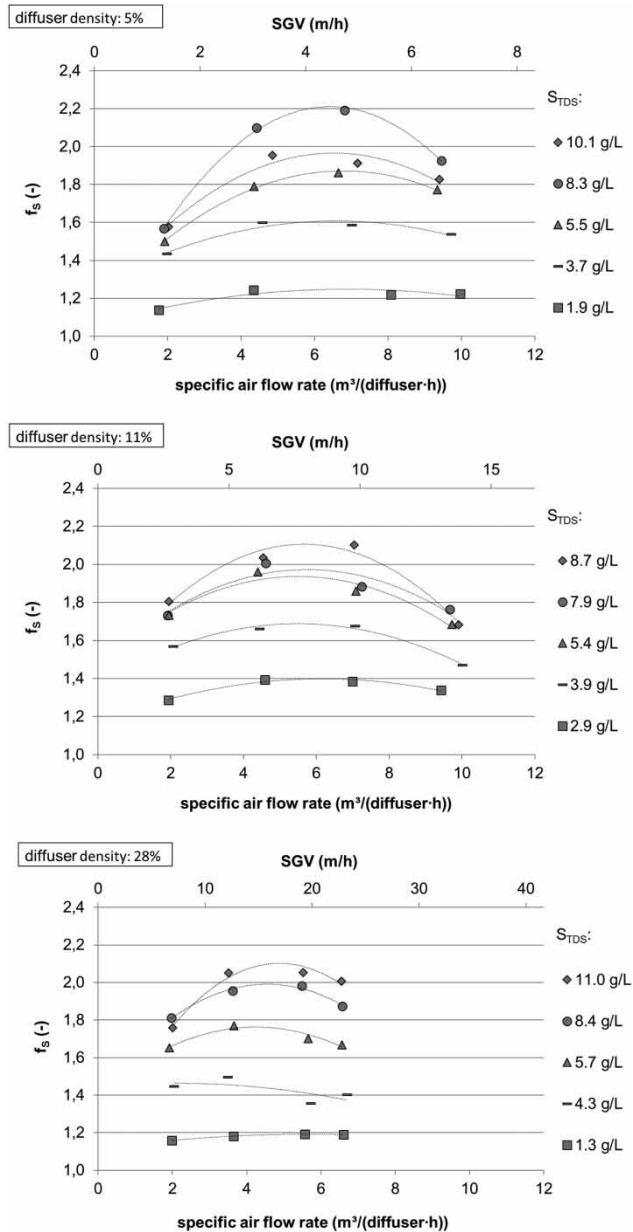 diffuser density: 5%
SGV (m/h)
0 2 4 6 8
2,4
2,2
2,0
1,8
1,6
1,4
1,2
1,0
fS (-)
0 2 4 6 8 10 12
specific air flow rate (m³/(diffuser·h))
STDS:
10.1 g/L
8.3 g/L
5.5 g/L
3.7 g/L
1.9 g/L
diffuser density: 11%
SGV (m/h)
0 5 10 15
2,4
2,2
2,0
1,8
1,6
1,4
1,2
1,0
fS (-)
0 2 4 6 8 10 12
specific air flow rate (m³/(diffuser·h))
STDS:
8.7 g/L
7.9 g/L
5.4 g/L
3.9 g/L
2.9 g/L
diffuser density: 28%
SGV (m/h)
0 10 20 30 40
2,4
2,2
2,0
1,8
1,6
1,4
1,2
1,0
fS (-)
0 2 4 6 8 10 12
specific air flow rate (m³/(diffuser·h))
STDS:
11.0 g/L
8.4 g/L
5.7 g/L
4.3 g/L
1.3 g/L